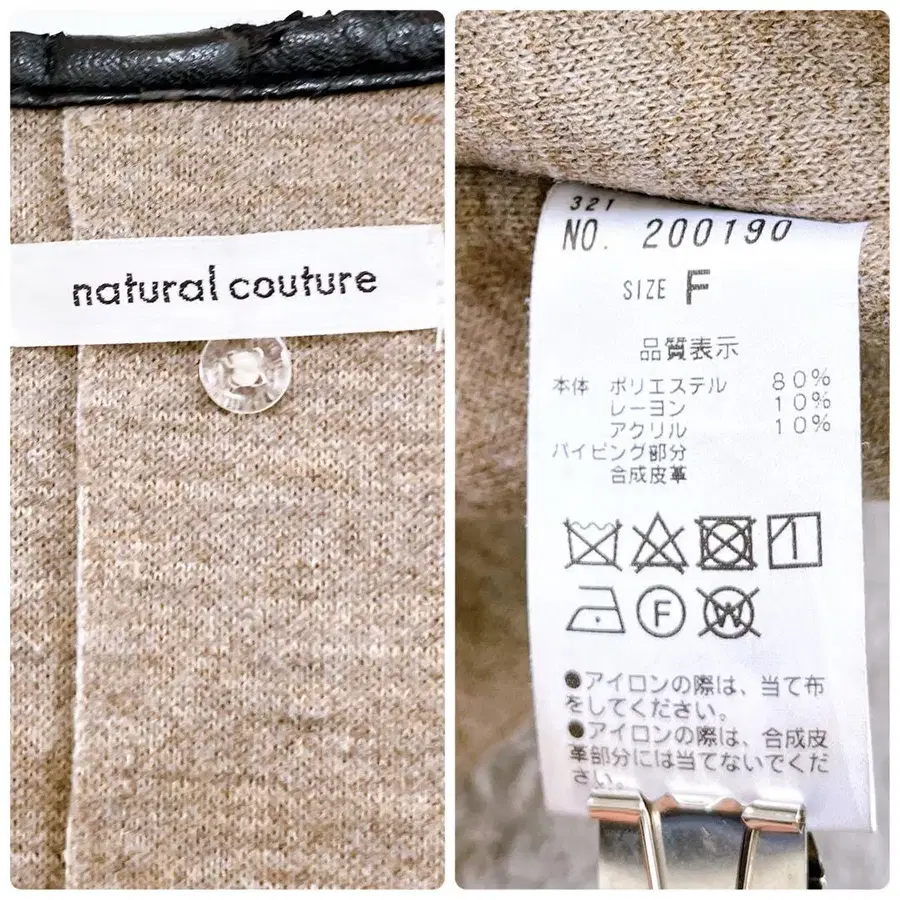 natural couture
321
NO. 200190
SIZE F
品質表示
本体 ポリエステル 80%
レーヨン 10%
アクリル 10%
パイピング部分
合成皮革
F
W
●アイロンの際は、当て布
をしてください。
●アイロンの際は、合成皮
革部分には当てないでくだ
さい。